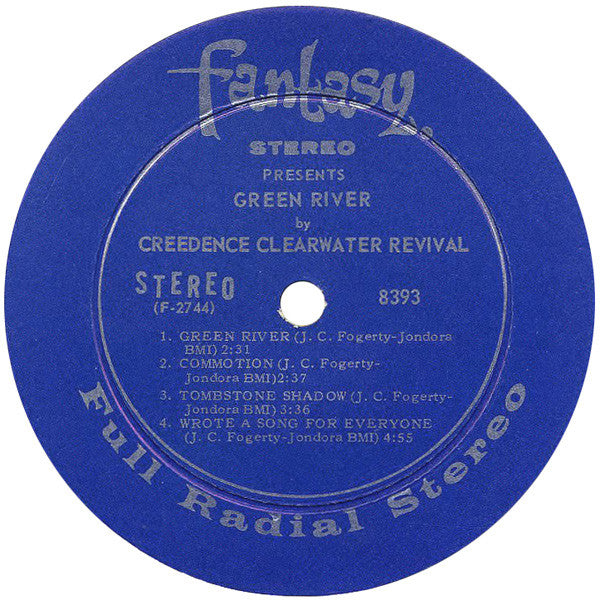 fantasy
STEREO
PRESENTS
GREEN RIVER
by
CREEDENCE CLEARWATER REVIVAL
STEREO
(F-2744)
8393
1. GREEN RIVER (J. C. Fogerty-Jondora
BMI) 2:31
2. COMMOTION (J. C. Fogerty-
Jondora BMI)2:37
3. TOMBSTONE SHADOW (J. C. Fogerty-
Jondora BMI) 3:36
4. WROTE A SONG FOR EVERYONE
(J. C. Fogerty-Jondora BMI) 4:55
Full Radial Stereo